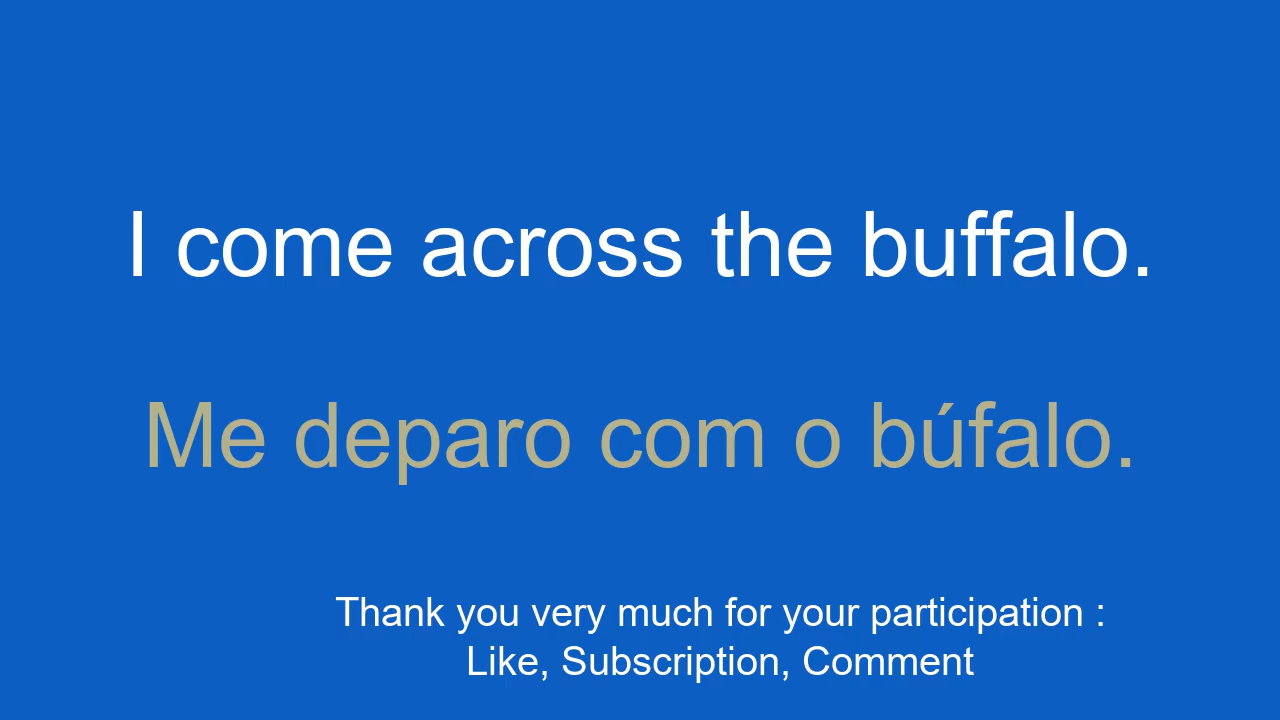 I come across the buffalo.
Me deparo com o búfalo.
Thank you very much for your participation :
Like, Subscription, Comment